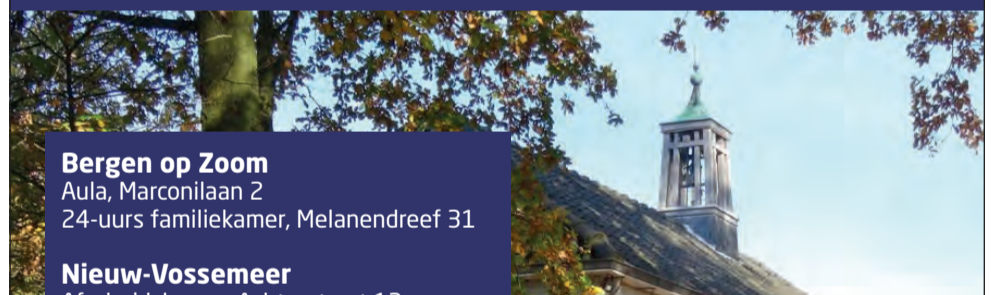 Bergen op Zoom
Aula, Marconilaan 2
24-uurs familiekamer, Melanendreef 31
Nieuw-Vossemeer